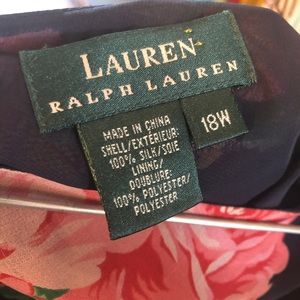 LAUREN
RALPH LAUREN
18W
MADE IN CHINA
SHELL/EXTÉRIEUR:
100% SILK/SOIE
LINING/
DOUBLURE:
100% POLYESTER/
POLYESTER